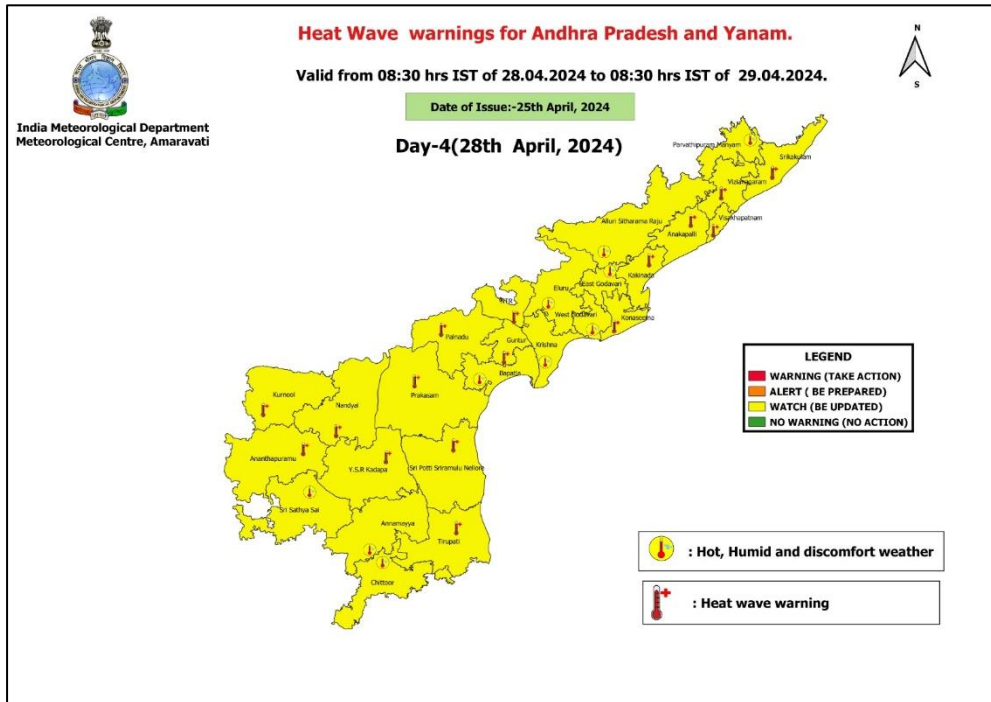 Heat Wave warnings for Andhra Pradesh and Yanam.
N
S
Valid from 08:30 hrs IST of 28.04.2024 to 08:30 hrs IST of 29.04.2024.
Date of Issue:-25th April, 2024
India Meteorological Department
Meteorological Centre, Amaravati
Day-4(28th April, 2024)
Parvathipuram Manyam
Srikakulam
Vizianagaram
Visakhapatnam
Alluri Sitharama Raju
Anakapalli
Kakinada
East Godavari
Eluru
NTR
West Godavari
Konaseema
Palnadu
Guntur
Krishna
Bapatla
Prakasam
Kurnool
Nandyal
Ananthapuramu
Y.S.R Kadapa
Sri Potti Sriramulu Nellore
Sri Sathya Sai
Annamayya
Tirupati
Chittoor
LEGEND
WARNING (TAKE ACTION)
ALERT ( BE PREPARED)
WATCH (BE UPDATED)
NO WARNING (NO ACTION)
: Hot, Humid and discomfort weather
: Heat wave warning